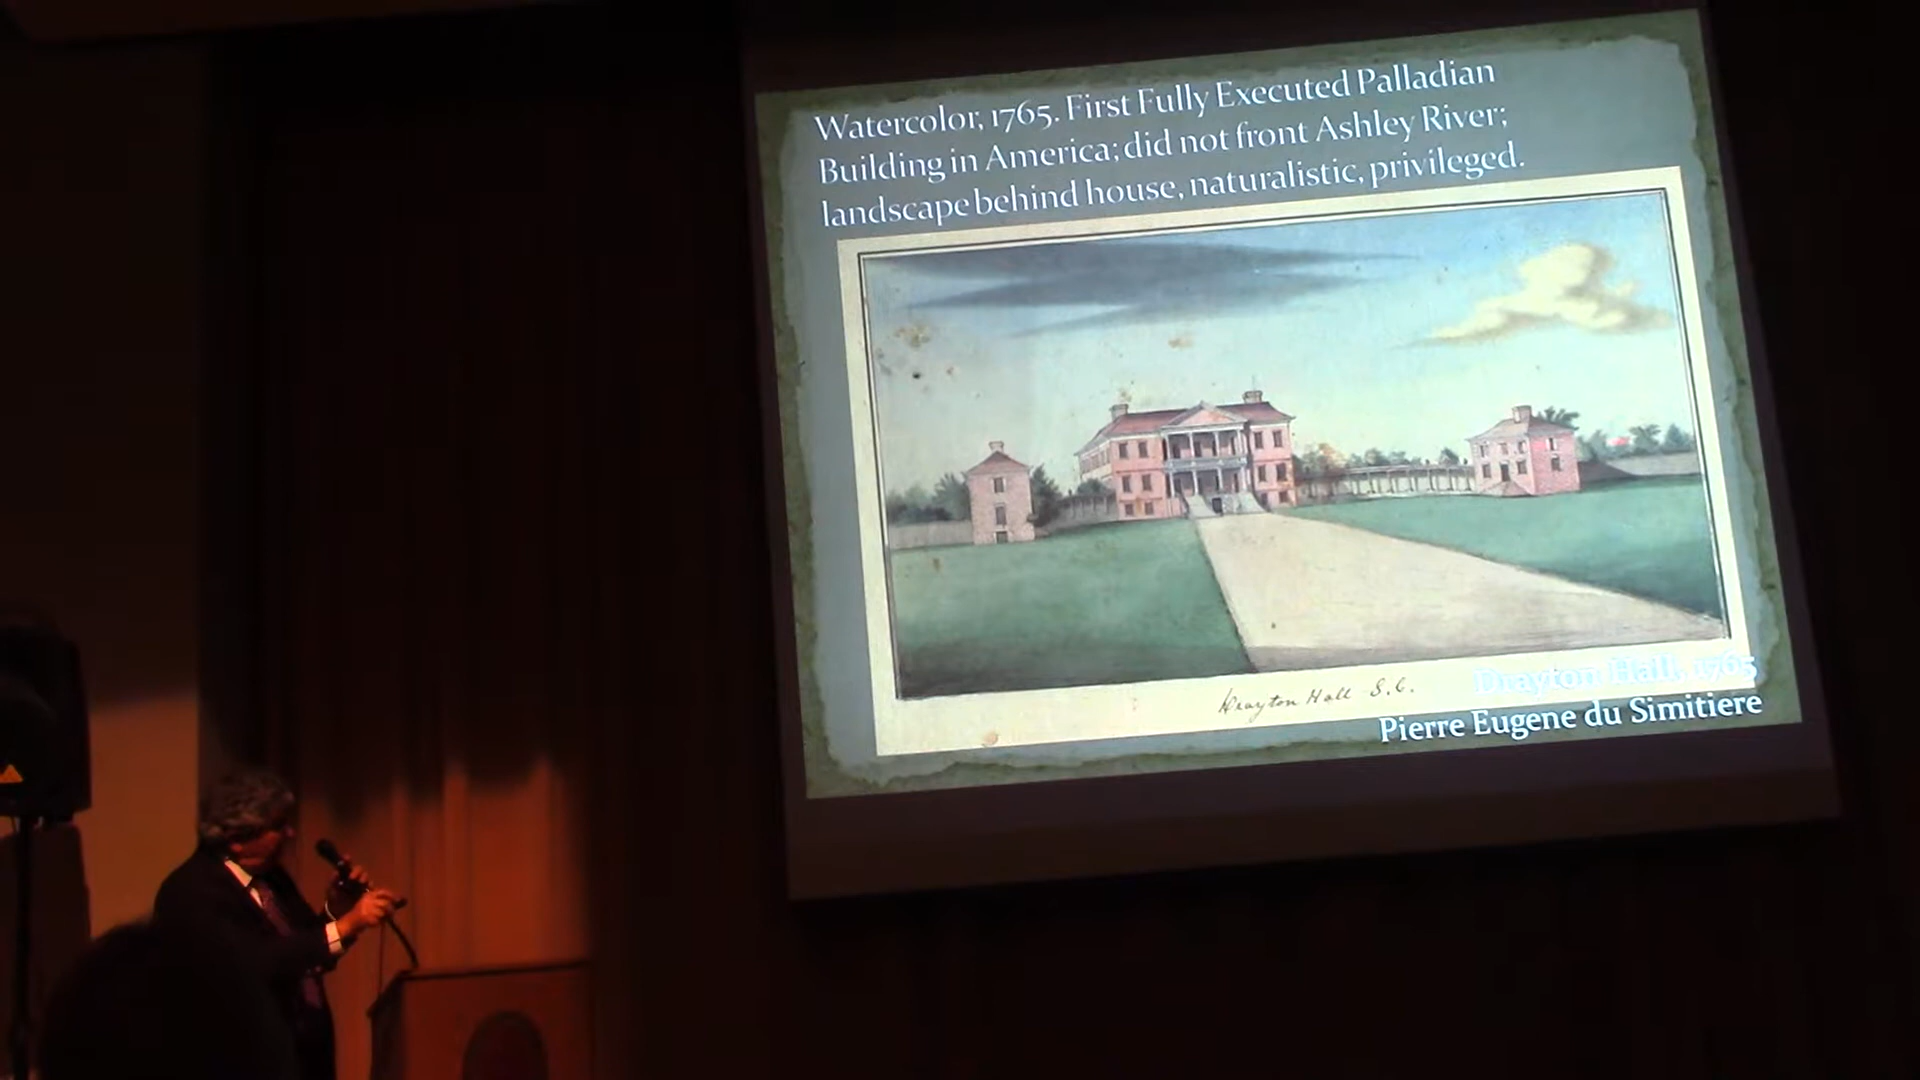 Watercolor, 1765. First Fully Executed Palladian
Building in America; did not front Ashley River;
landscape behind house, naturalistic, privileged.
Drayton Hall S.C.
Drayton Hall, 1765
Pierre Eugene du Simitiere